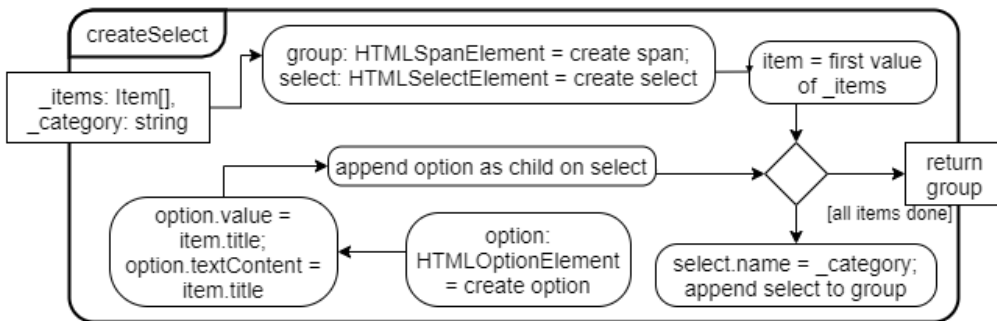 createSelect
_items: Item[],
_category: string
group: HTMLSpanElement = create span;
select: HTMLSelectElement = create select
item = first value
of _items
append option as child on select
return
group
[all items done]
option.value =
item.title;
option.textContent =
item.title
option:
HTMLOptionElement
= create option
select.name = _category;
append select to group